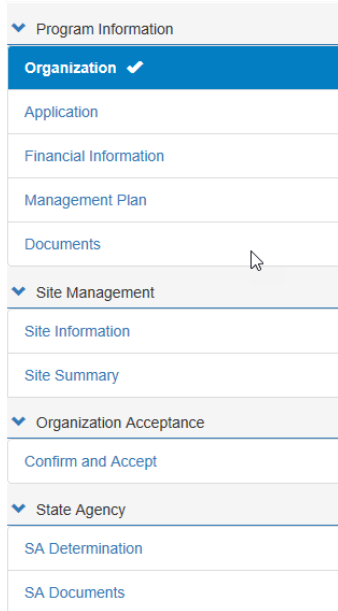 Program Information
Organization
Application
Financial Information
Management Plan
Documents
Site Management
Site Information
Site Summary
Organization Acceptance
Confirm and Accept
State Agency
SA Determination
SA Documents